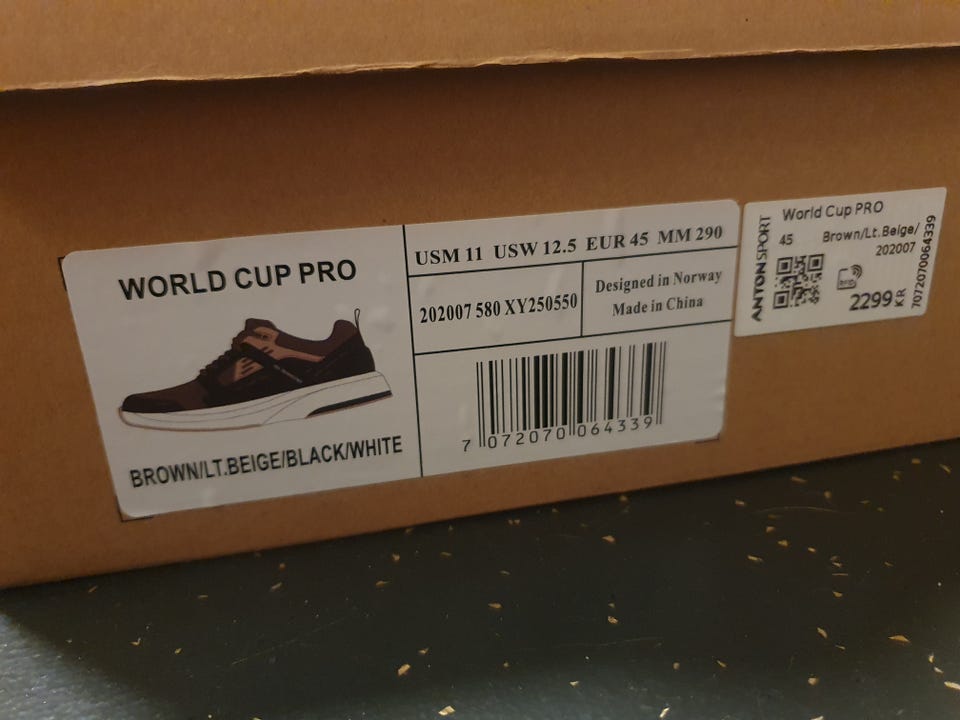 WORLD CUP PRO
BROWN/LT.BEIGE/BLACK/WHITE
USM 11 USW 12.5 EUR 45 MM 290
202007 580 XY250550
Designed in Norway
Made in China
7 072070 064339
ANTON SPORT
World Cup PRO
45 Brown/Lt.Beige/
202007
2299 KR
7072070064339